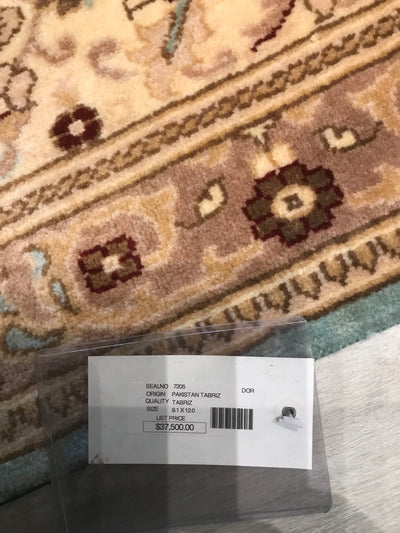 SEALNO 7205
ORIGIN PAKISTAN TABRIZ DOR
QUALITY TABRIZ
SIZE 9.1 X 12.0
LIST PRICE
$37,500.00